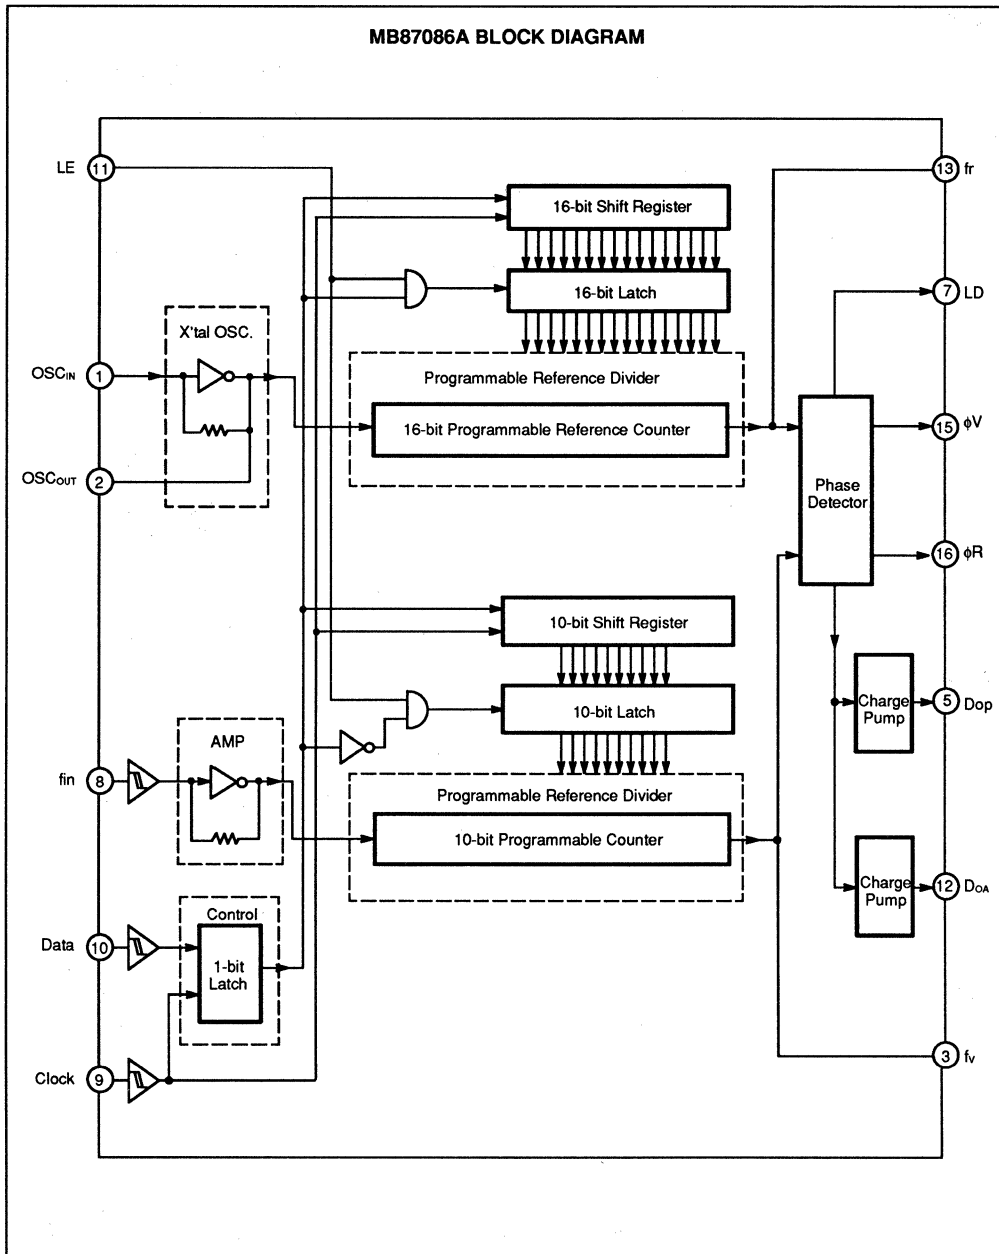 MB87086A BLOCK DIAGRAM
LE
11
13
fr
16-bit Shift Register
16-bit Latch
7
LD
X'tal OSC.
OSCIN
1
Programmable Reference Divider
16-bit Programmable Reference Counter
15
φV
OSCOUT
2
Phase
Detector
16
φR
10-bit Shift Register
10-bit Latch
Charge
Pump
5
Dop
AMP
fin
8
Programmable Reference Divider
10-bit Programmable Counter
Charge
Pump
12
DOA
Control
Data
10
1-bit
Latch
Clock
9
3
fv